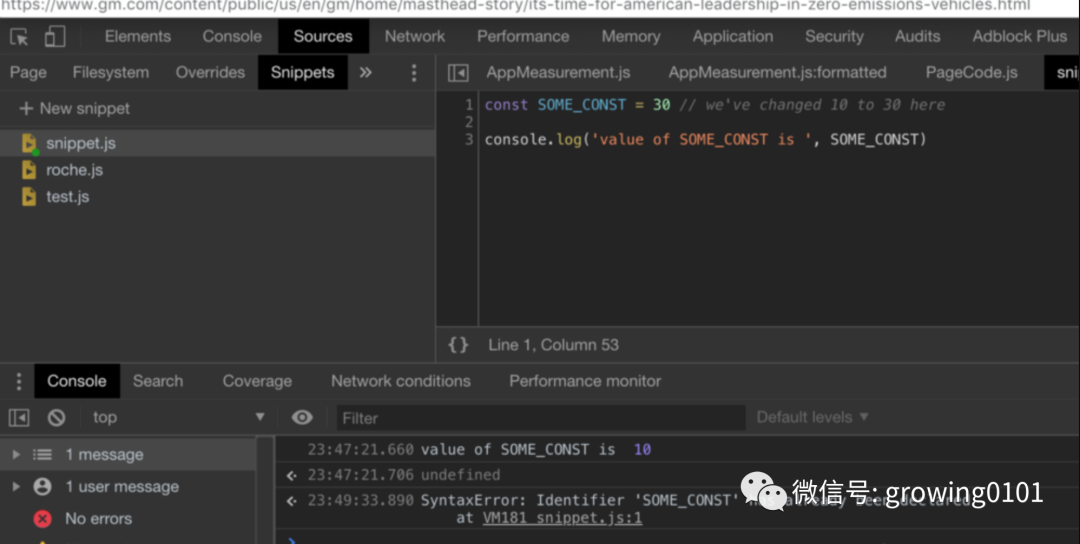 https://www.gm.com/content/public/us/en/gm/home/masthead-story/its-time-for-american-leadership-in-zero-emissions-vehicles.html
Elements Console Sources Network Performance Memory Application Security Audits Adblock Plus
Page Filesystem Overrides Snippets » AppMeasurement.js AppMeasurement.js:formatted PageCode.js sni
+ New snippet
snippet.js
roche.js
test.js
1 const SOME_CONST = 30 // we've changed 10 to 30 here
2
3 console.log('value of SOME_CONST is ', SOME_CONST)
{} Line 1, Column 53
Console Search Coverage Network conditions Performance monitor
top Filter Default levels
1 message
1 user message
No errors
23:47:21.660 value of SOME_CONST is 10
23:47:21.706 undefined
23:49:33.890 SyntaxError: Identifier 'SOME_CONST' already been declared
at VM181 snippet.js:1
微信号: growing0101